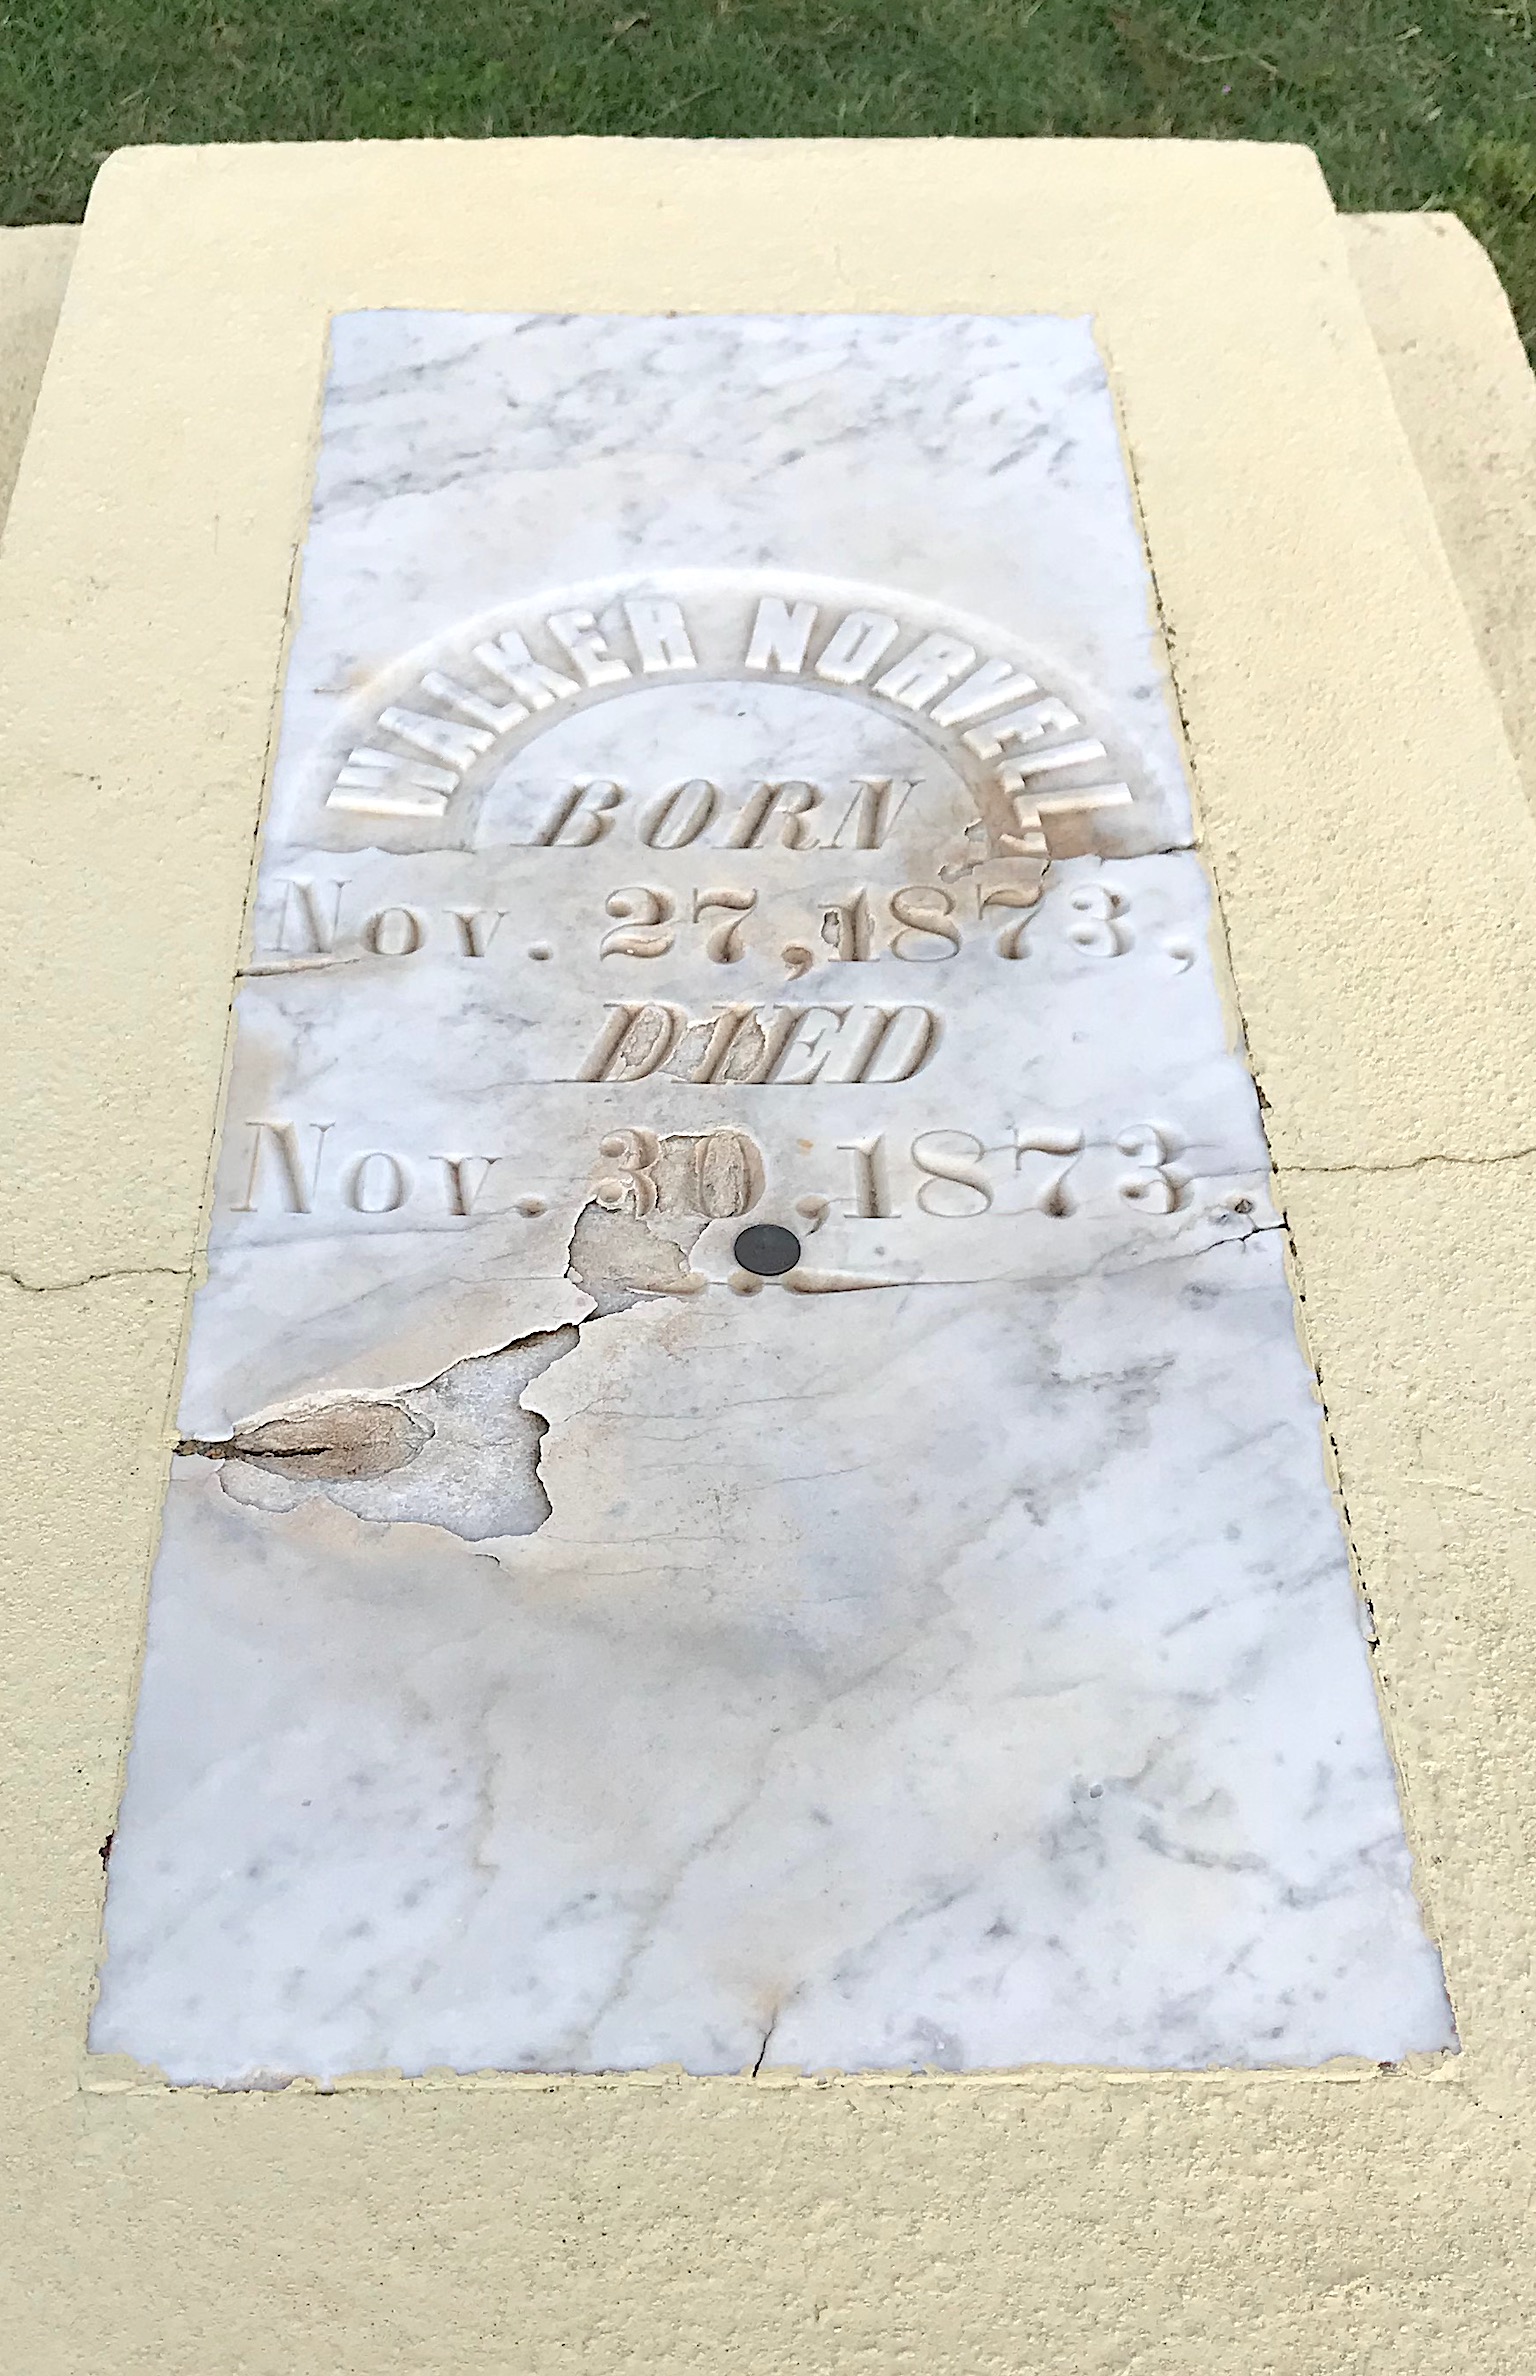 WALKER NORVELL,
BORN
Nov. 27, 1873,
DIED
Nov. 30, 1873.